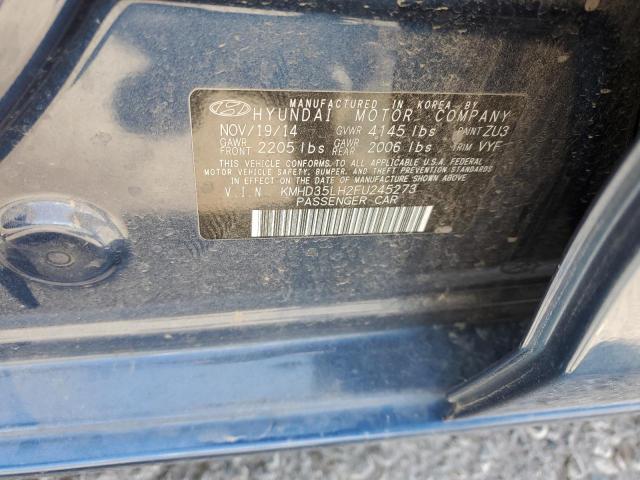 MANUFACTURED IN KOREA BY
HYUNDAI MOTOR COMPANY
NOV/19/14 GVWR 4145 lbs PAINT ZU3
GAWR FRONT 2205 lbs GAWR REAR 2006 lbs TRIM VYF
THIS VEHICLE CONFORMS TO ALL APPLICABLE U.S.A. FEDERAL
MOTOR VEHICLE SAFETY, BUMPER, AND THEFT PREVENTION STANDARDS
IN EFFECT ON THE DATE OF MANUFACTURE SHOWN ABOVE.
V.I.N KMHD35LH2FU245273
PASSENGER CAR